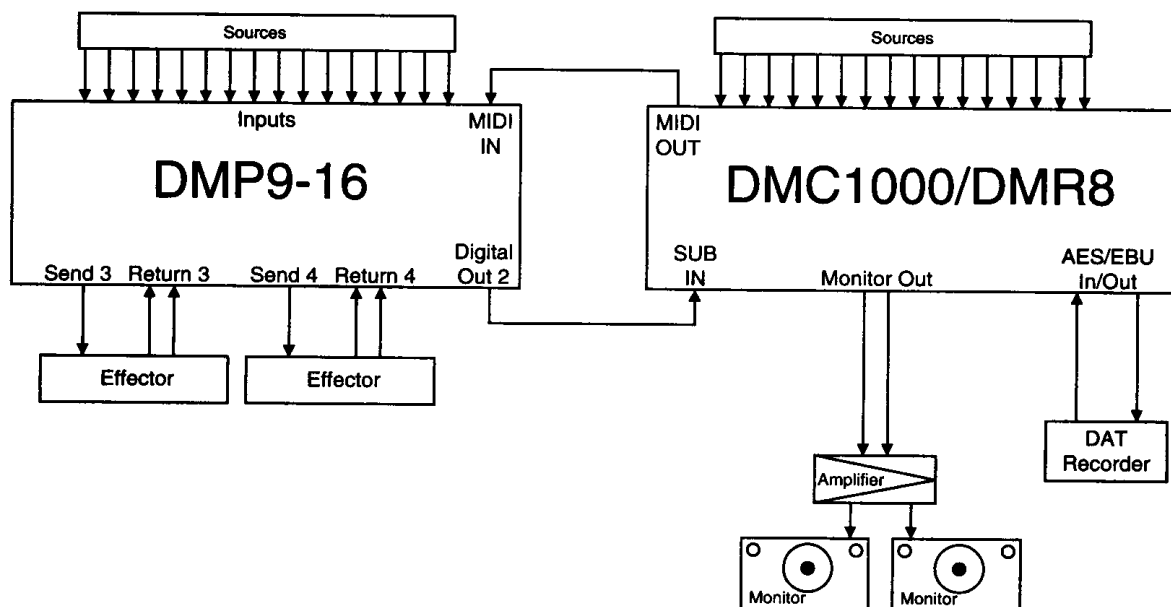 Sources
Sources
Inputs
MIDI
IN
MIDI
OUT
DMP9-16
DMC1000/DMR8
Send 3
Return 3
Send 4
Return 4
Digital
Out 2
SUB
IN
Monitor Out
AES/EBU
In/Out
Effector
Effector
DAT
Recorder
Amplifier
Monitor
Monitor